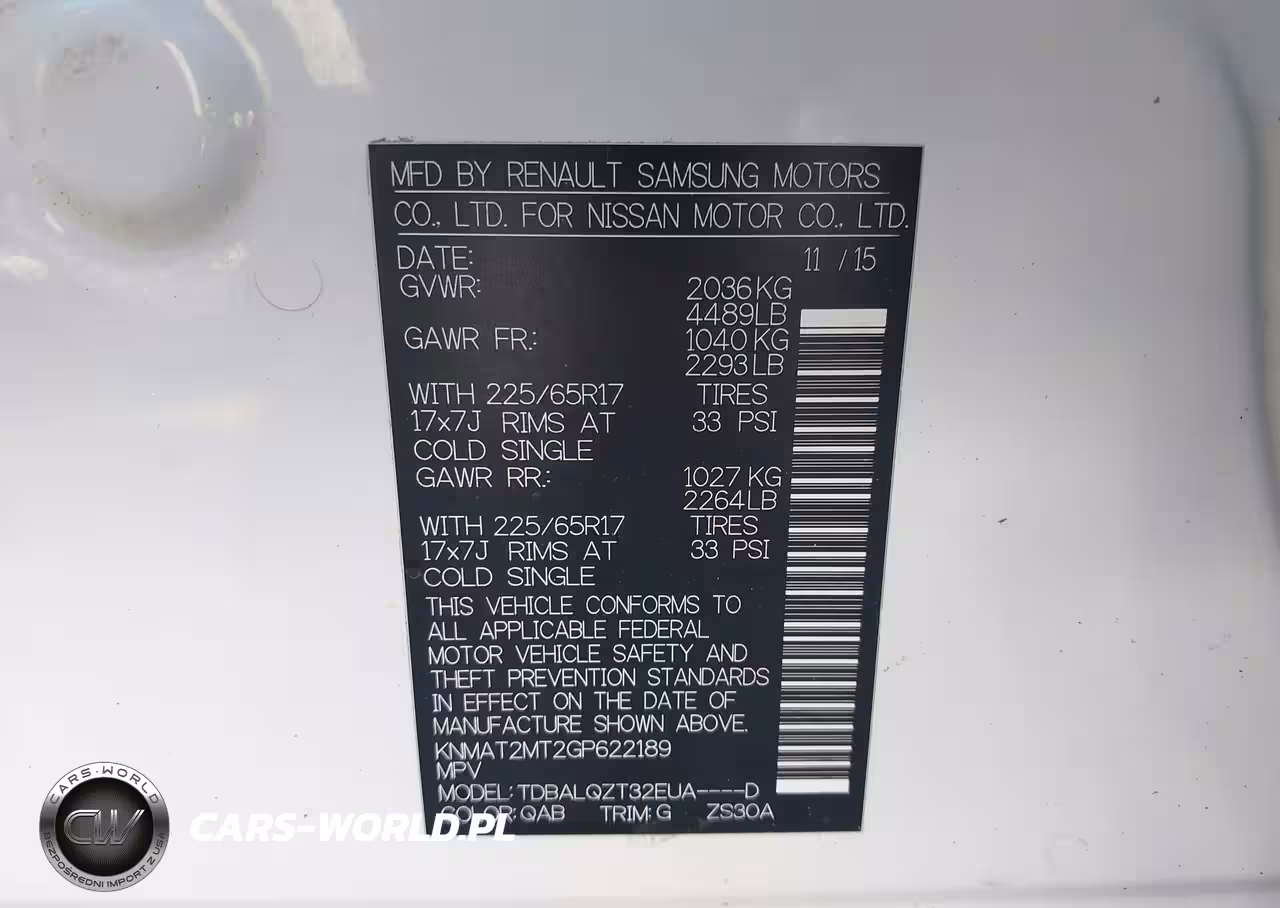 MFD BY RENAULT SAMSUNG MOTORS
CO., LTD. FOR NISSAN MOTOR CO., LTD.
DATE: 11 / 15
GVWR: 2036 KG
4489 LB
GAWR FR.: 1040 KG
2293 LB
WITH 225/65R17 TIRES
17x7J RIMS AT 33 PSI
COLD SINGLE
GAWR RR.: 1027 KG
2264 LB
WITH 225/65R17 TIRES
17x7J RIMS AT 33 PSI
COLD SINGLE
THIS VEHICLE CONFORMS TO
ALL APPLICABLE FEDERAL
MOTOR VEHICLE SAFETY AND
THEFT PREVENTION STANDARDS
IN EFFECT ON THE DATE OF
MANUFACTURE SHOWN ABOVE.
KNMAT2MT2GP622189
MPV
MODEL: TDBALQZT32EUA----D
COLOR: QAB TRIM: G ZS30A
CARS-WORLD
CW
BEZPOŚREDNI IMPORT Z USA
CARS-WORLD.PL